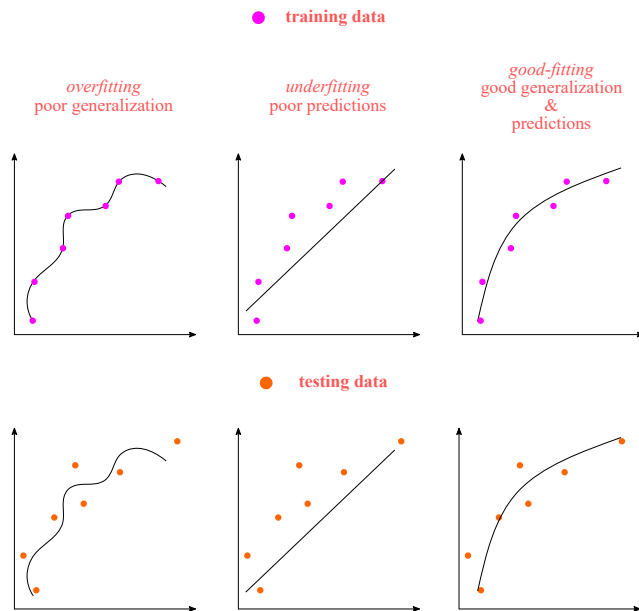 training data
overfitting
poor generalization
underfitting
poor predictions
good-fitting
good generalization
&
predictions
testing data